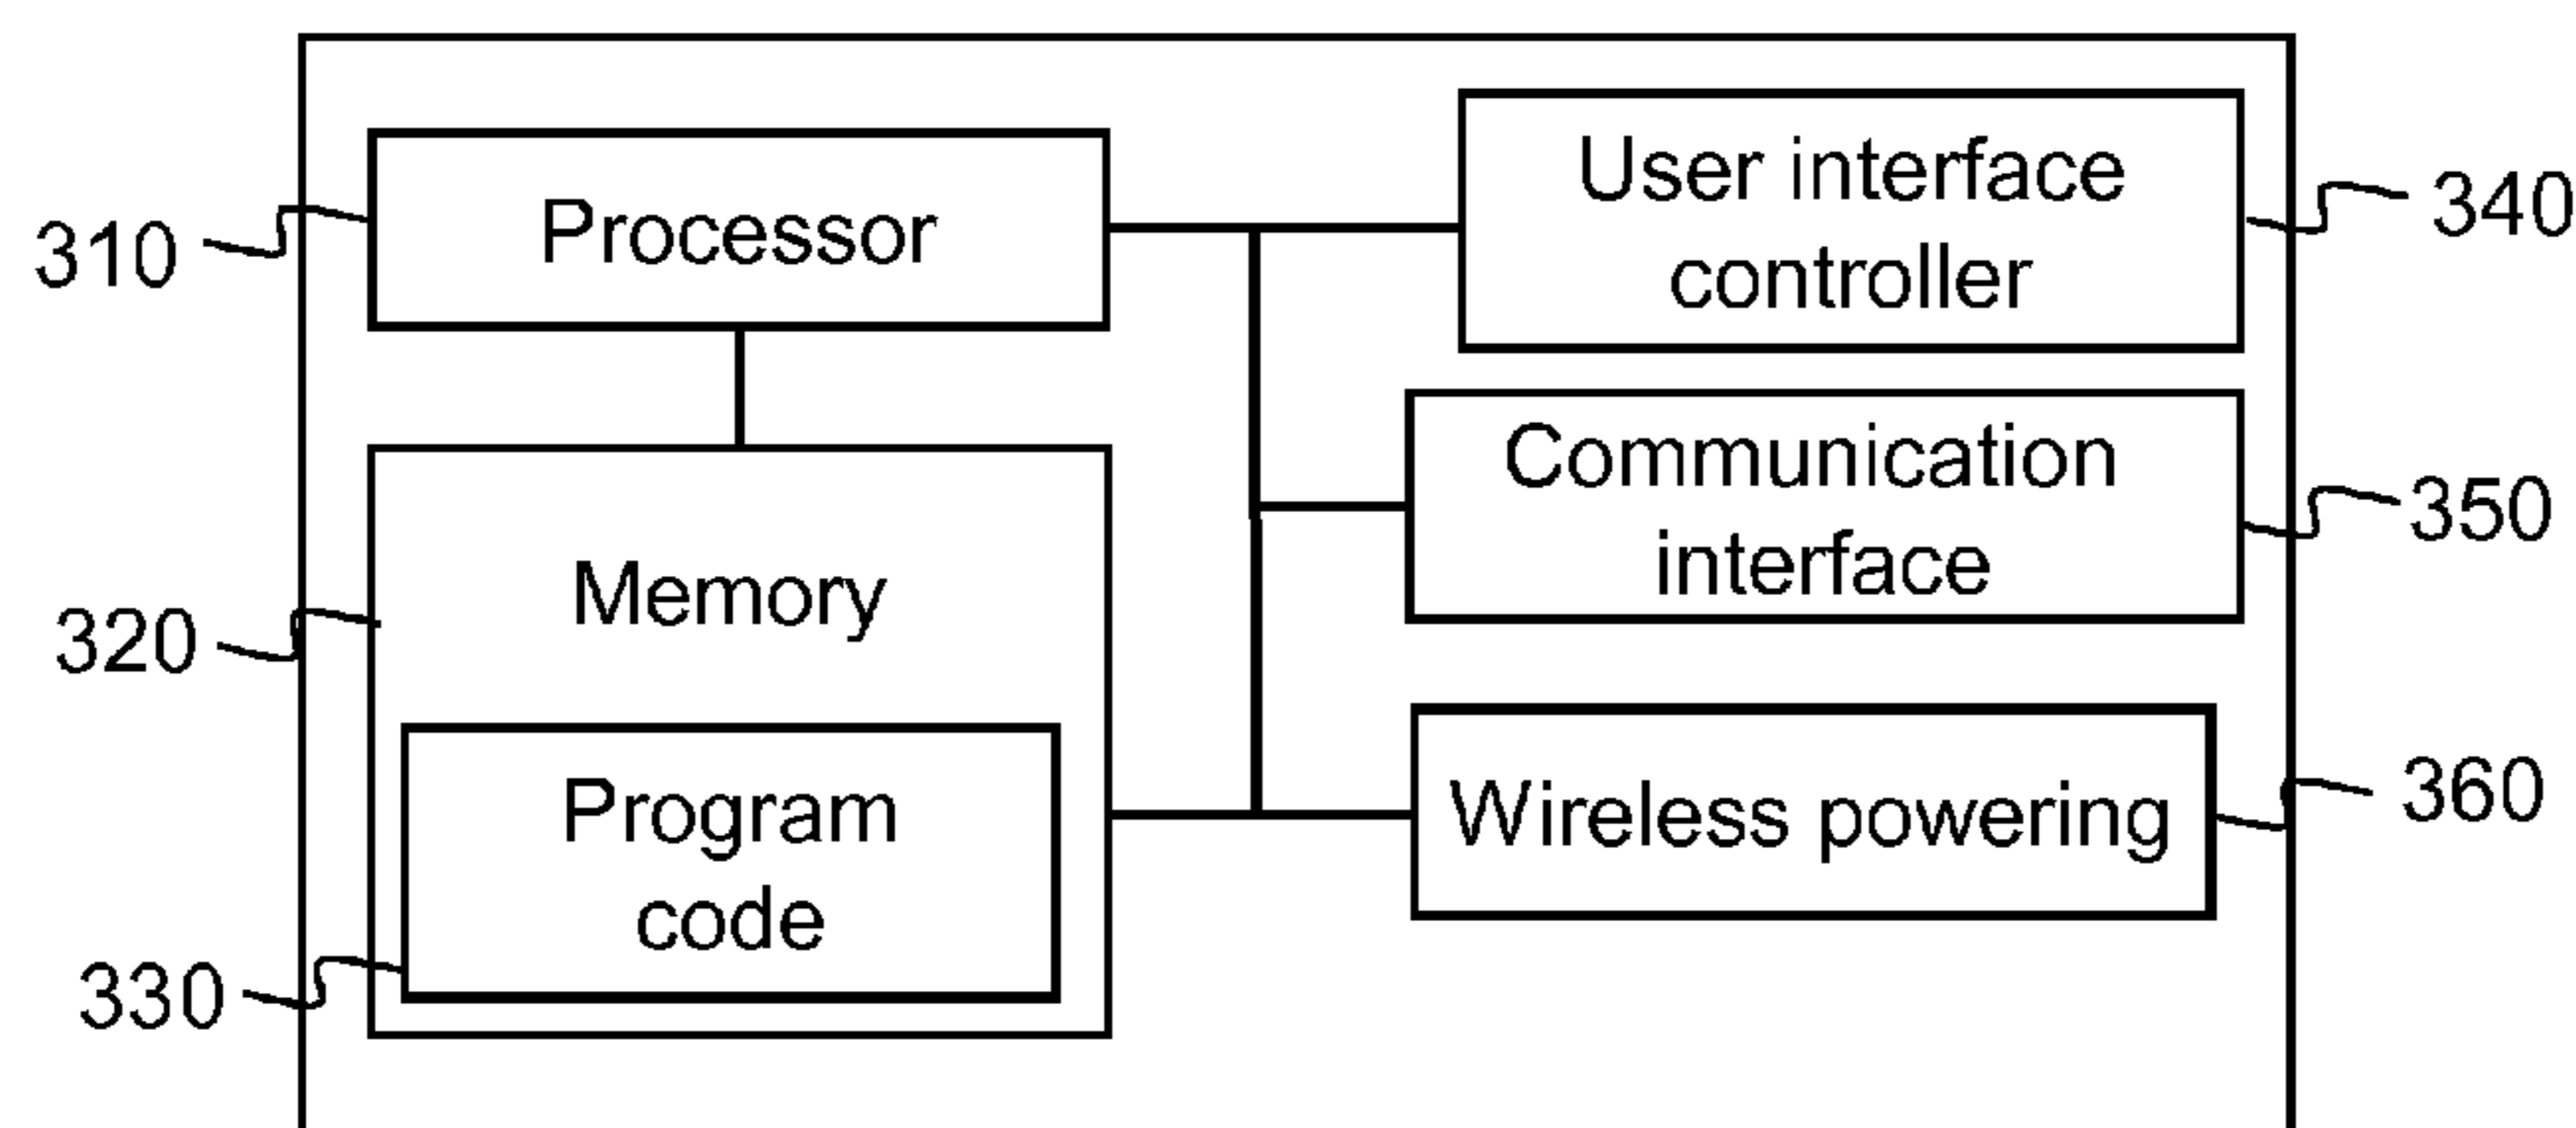 310
Processor
User interface
controller
340
Communication
interface
350
320
Memory
Program
code
330
Wireless powering
360